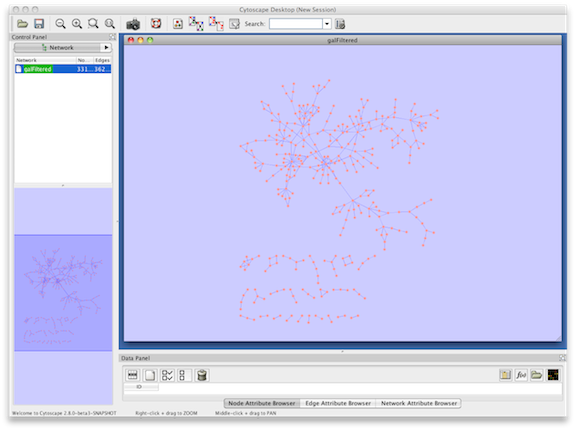 Cytoscape Desktop (New Session)
Search:
Control Panel
Network
galFiltered
Network No... Edges
galFiltered 331... 362...
Data Panel
f(x)
Node Attribute Browser Edge Attribute Browser Network Attribute Browser
Welcome to Cytoscape 2.8.0-beta3-SNAPSHOT Right-click + drag to ZOOM Middle-click + drag to PAN